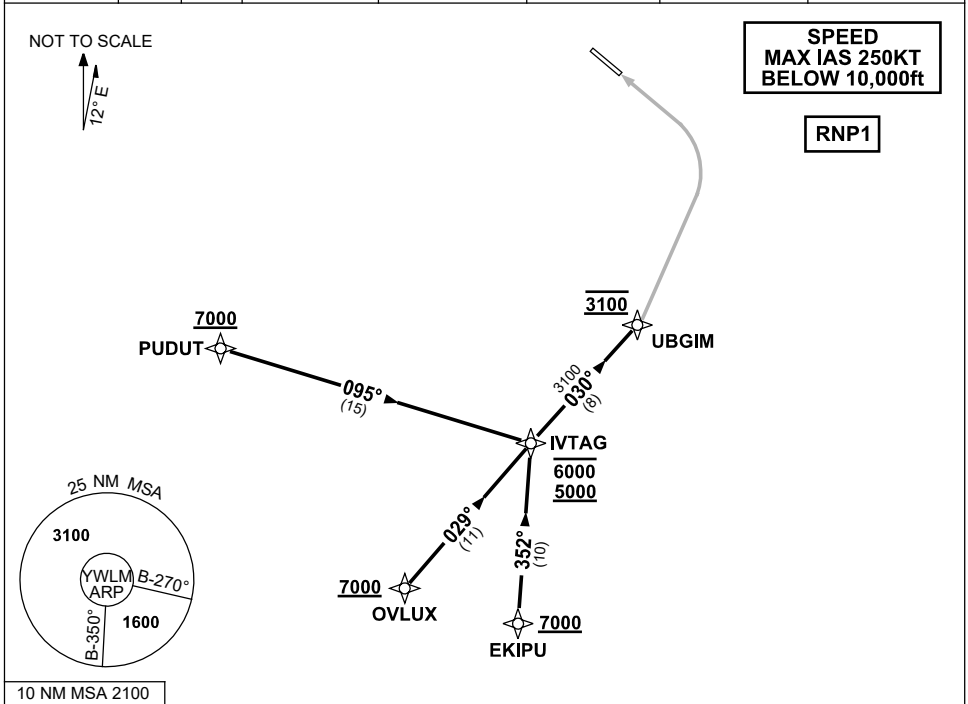 NOT TO SCALE
12° E
SPEED
MAX IAS 250KT
BELOW 10,000ft
RNP1
3100
UBGIM
7000
PUDUT
095°
(15)
3100
030°
(8)
IVTAG
6000
5000
029°
(11)
352°
(10)
7000
OVLUX
7000
EKIPU
25 NM MSA
3100
YWLM
ARP
B-270°
B-350°
1600
10 NM MSA 2100